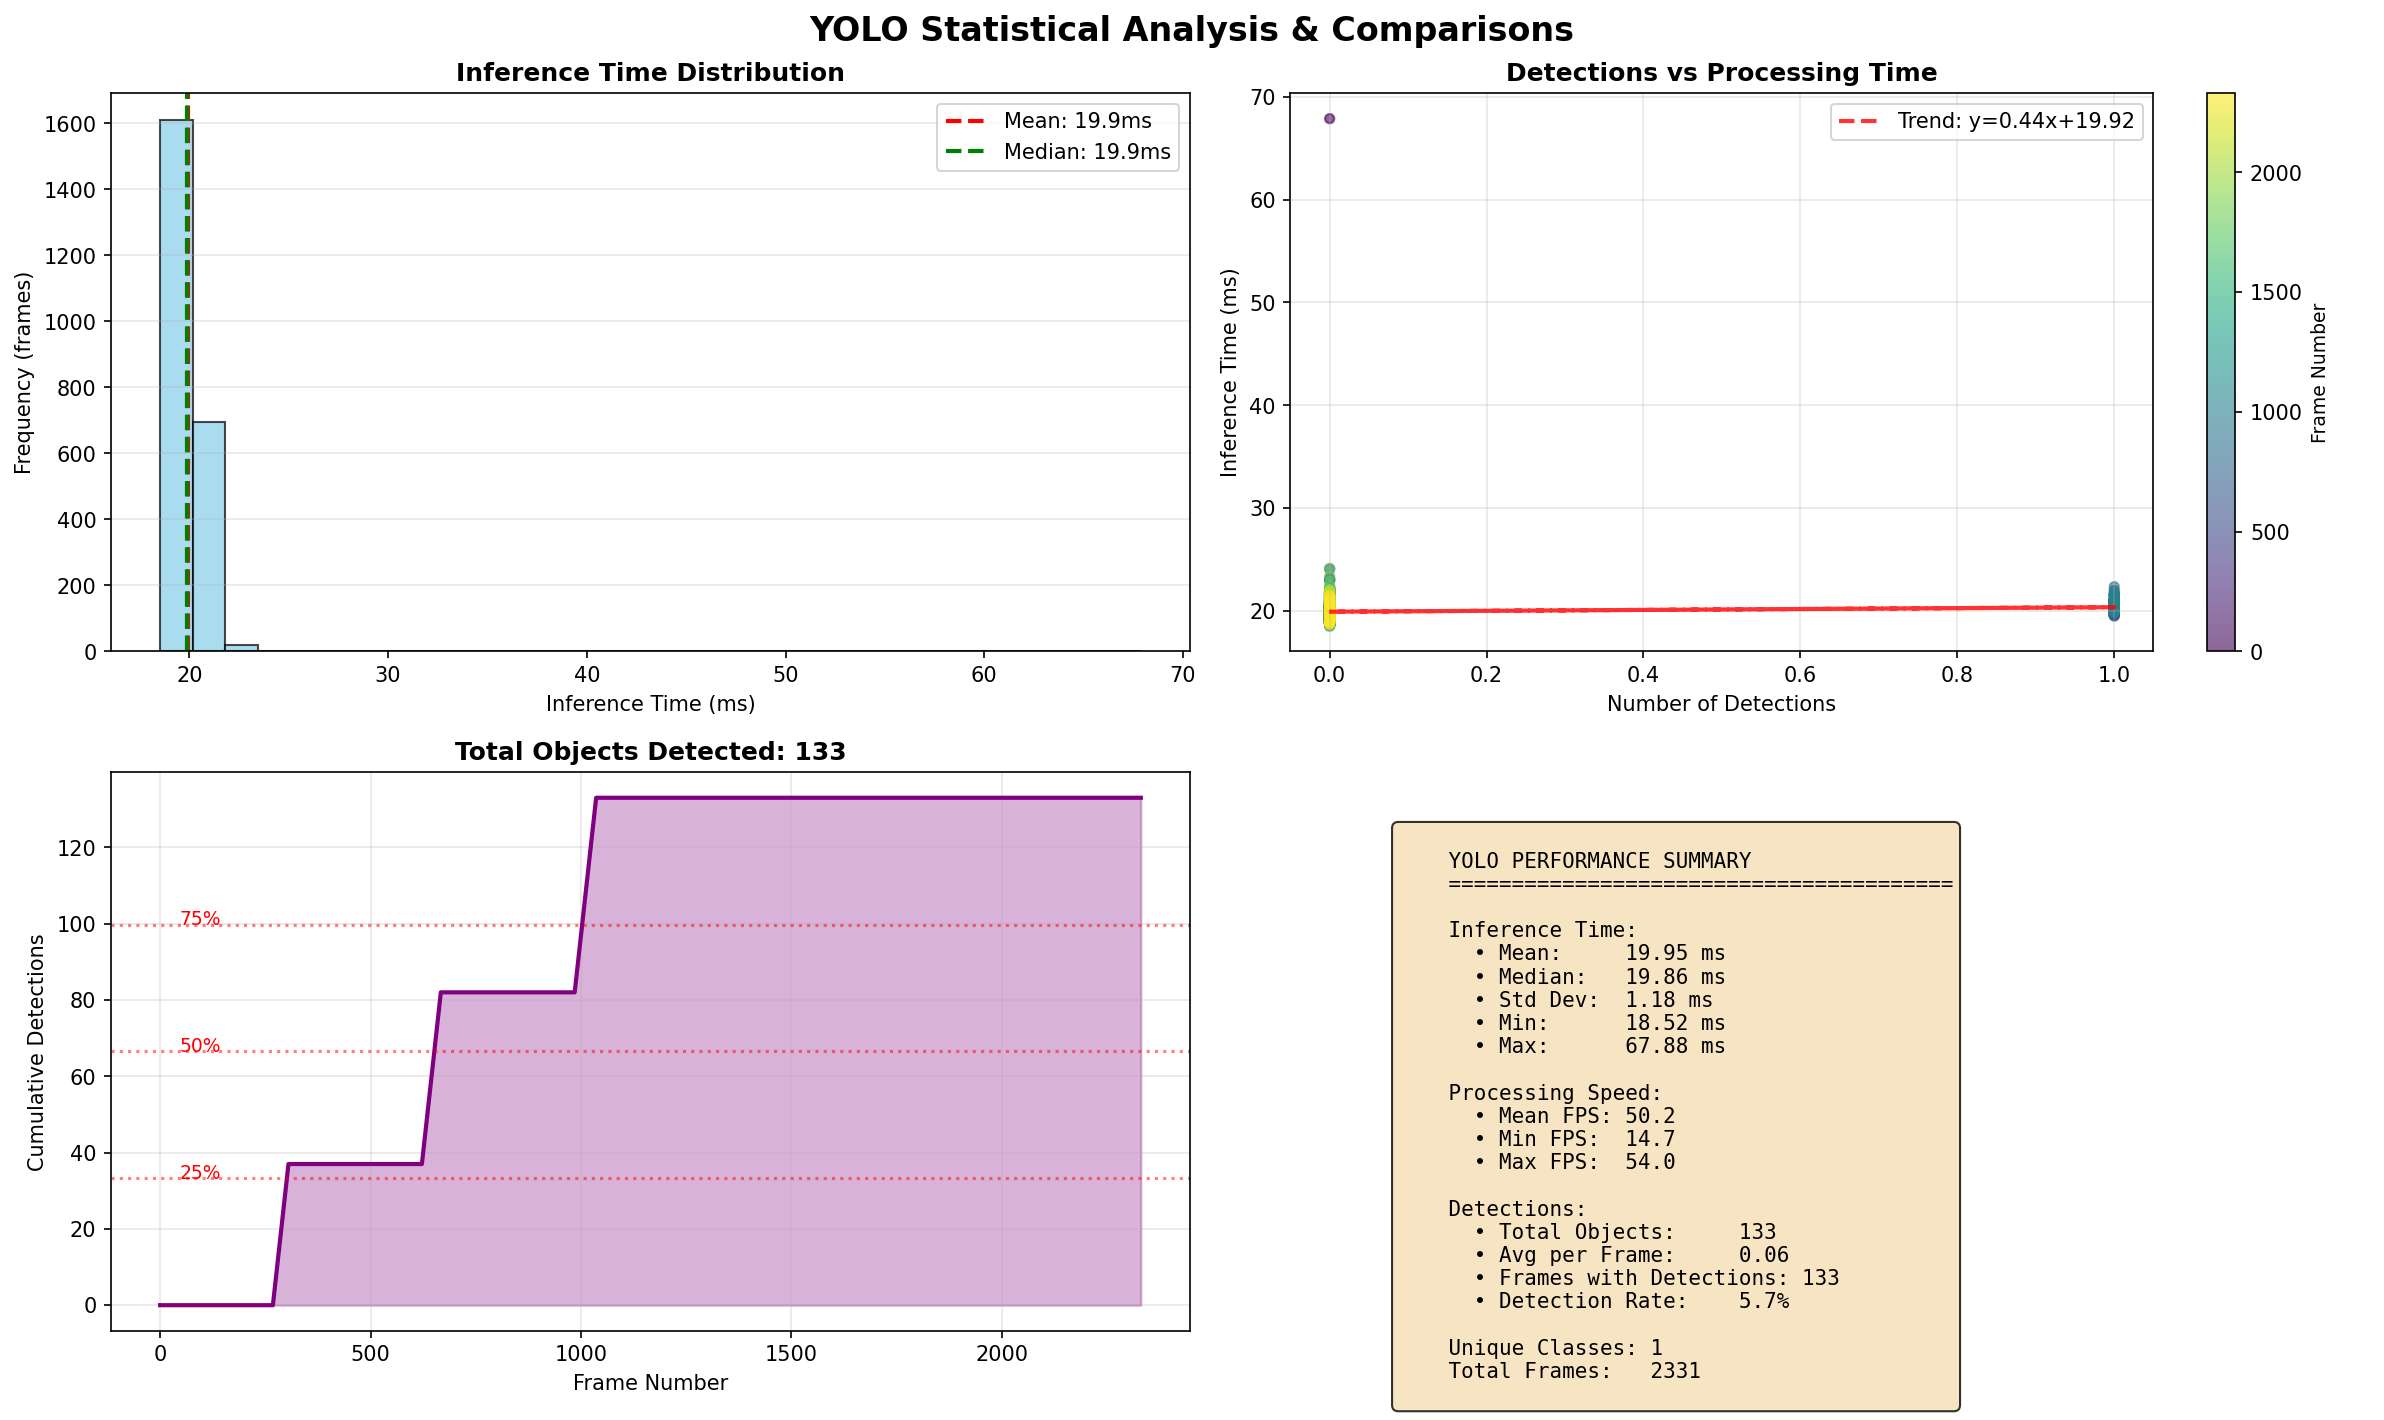 YOLO Statistical Analysis & Comparisons
Inference Time Distribution
1600
1400
1200
1000
800
600
400
200
0
Frequency (frames)
Mean: 19.9ms
Median: 19.9ms
20 30 40 50 60 70
Inference Time (ms)
Detections vs Processing Time
70
60
50
40
30
20
Inference Time (ms)
Trend: y=0.44x+19.92
0.0 0.2 0.4 0.6 0.8 1.0
Number of Detections
2000
1500
1000
500
0
Frame Number
Total Objects Detected: 133
120
100
80
60
40
20
0
Cumulative Detections
75%
50%
25%
0 500 1000 1500 2000
Frame Number
YOLO PERFORMANCE SUMMARY
========================================
Inference Time:
• Mean: 19.95 ms
• Median: 19.86 ms
• Std Dev: 1.18 ms
• Min: 18.52 ms
• Max: 67.88 ms
Processing Speed:
• Mean FPS: 50.2
• Min FPS: 14.7
• Max FPS: 54.0
Detections:
• Total Objects: 133
• Avg per Frame: 0.06
• Frames with Detections: 133
• Detection Rate: 5.7%
Unique Classes: 1
Total Frames: 2331